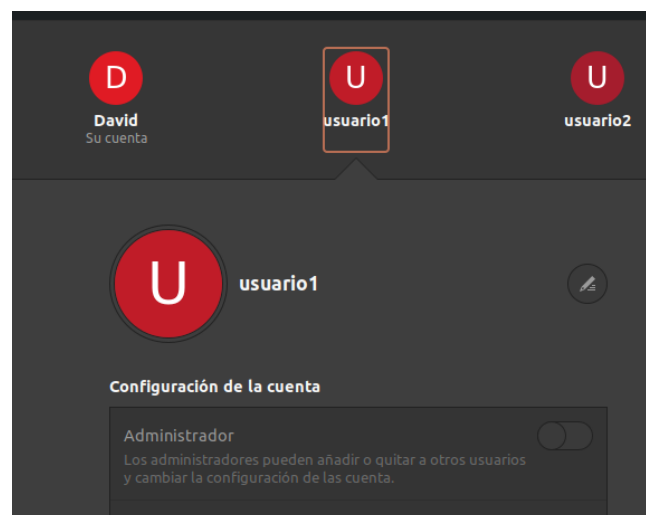 D
U
U
David
usuario1
usuario2
Su cuenta
U
usuario1
Configuración de la cuenta
Administrador
Los administradores pueden añadir o quitar a otros usuarios
y cambiar la configuración de las cuenta.